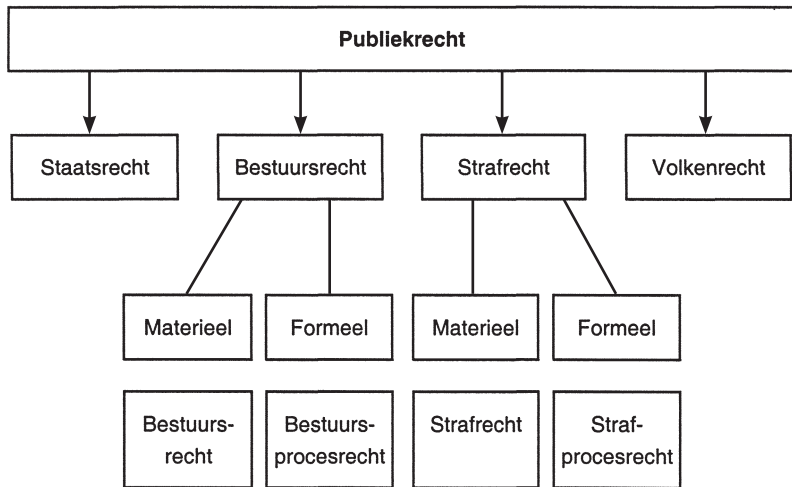 Publiekrecht
Staatsrecht
Bestuursrecht
Strafrecht
Volkenrecht
Materieel
Formeel
Materieel
Formeel
Bestuurs-
recht
Bestuurs-
procesrecht
Strafrecht
Straf-
procesrecht